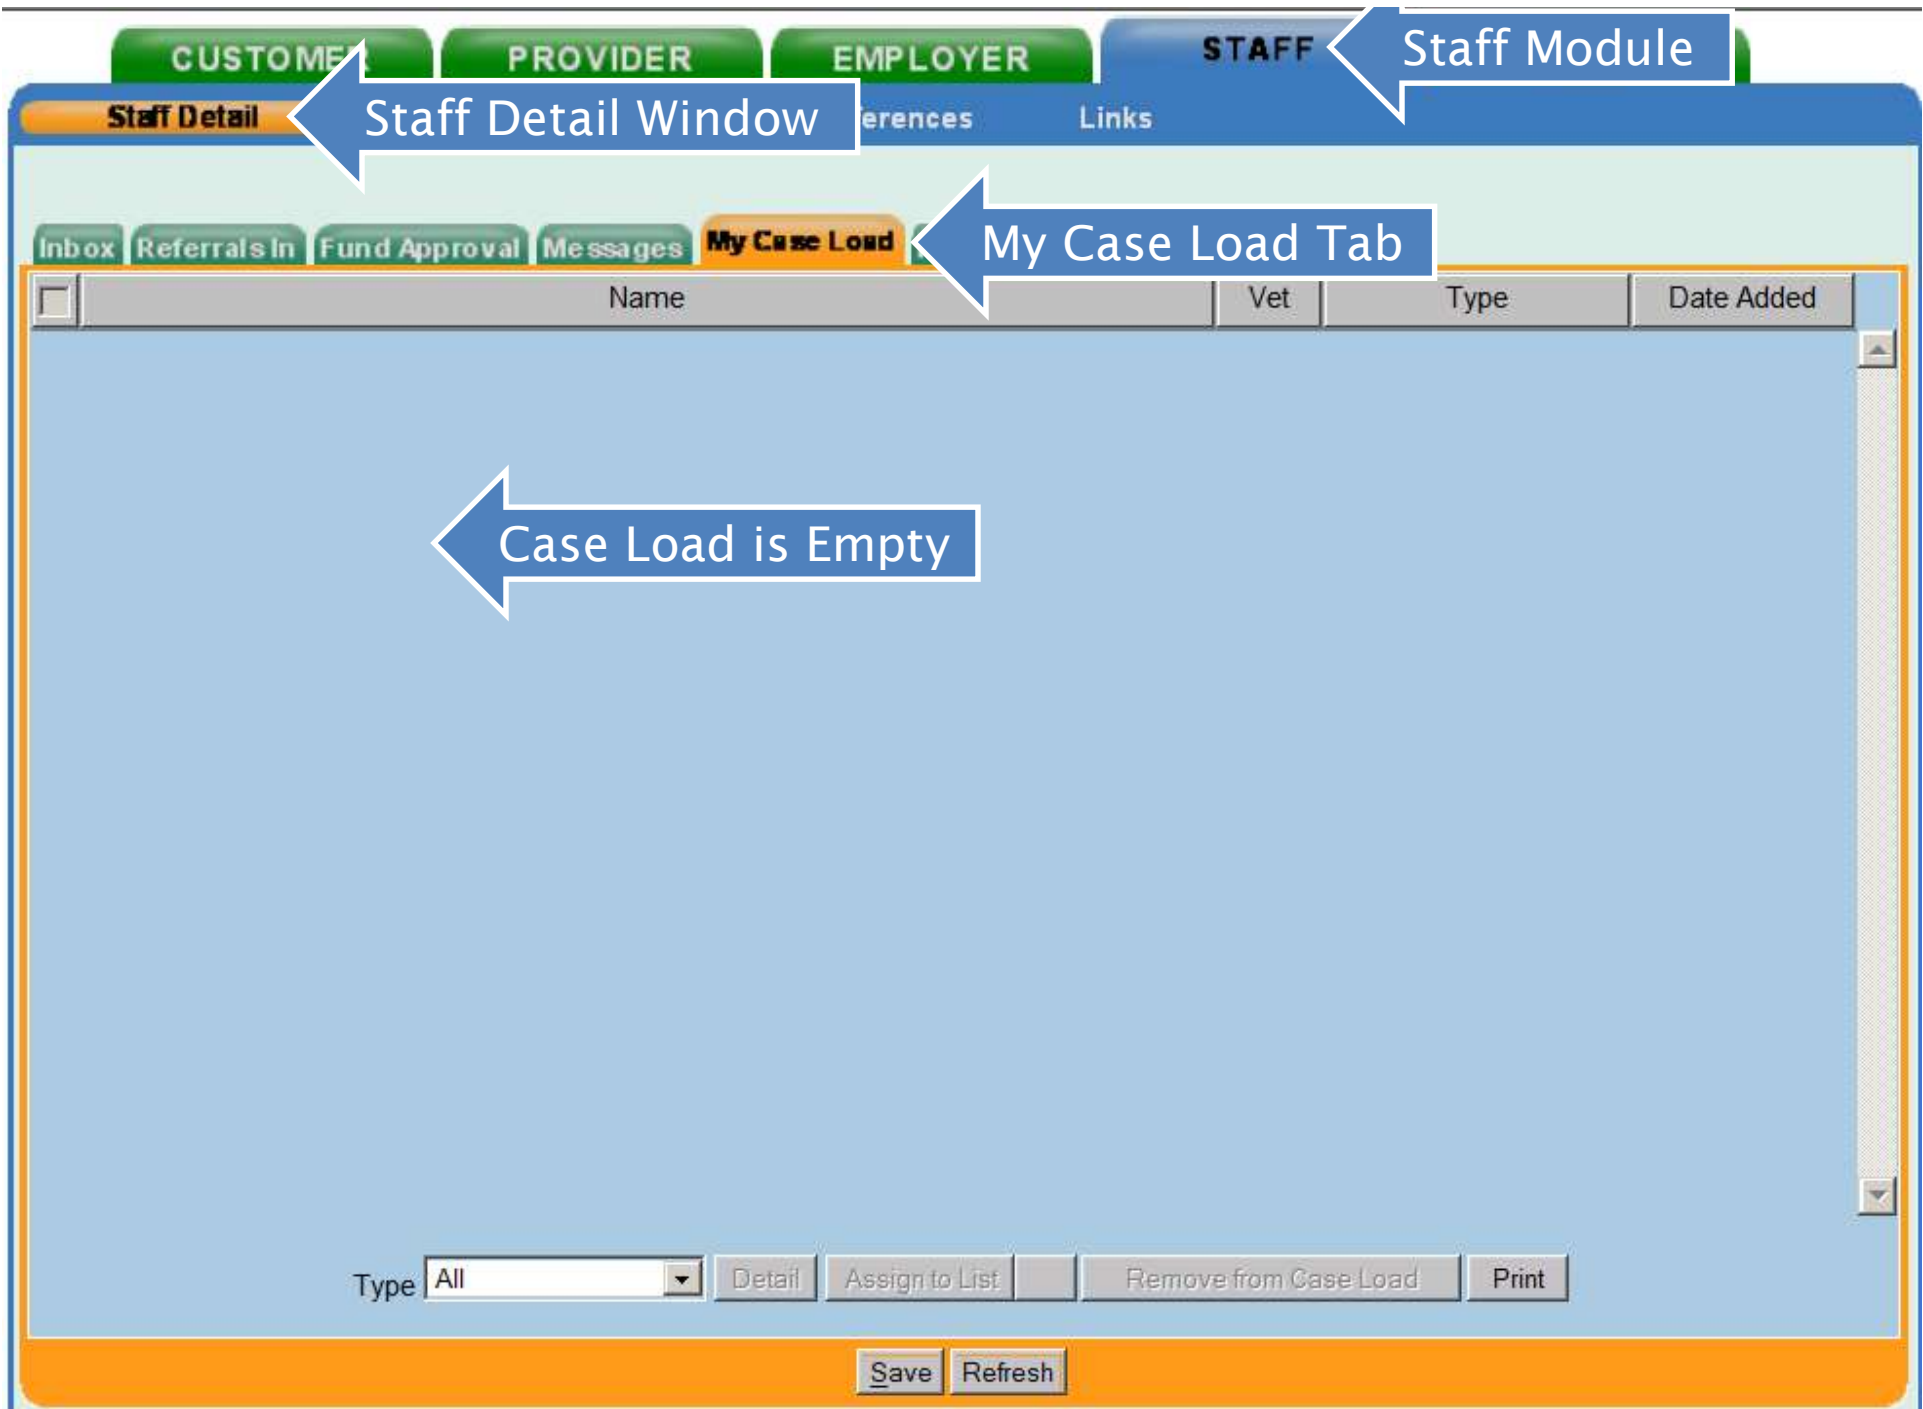 CUSTOMER PROVIDER EMPLOYER STAFF Staff Module
Staff Detail Staff Detail Window Links
Inbox Referrals In Fund Approval Messages My Case Load My Case Load Tab
Name Vet Type Date Added
Case Load is Empty
Type All Detail Assign to List Remove from Case Load Print
Save Refresh